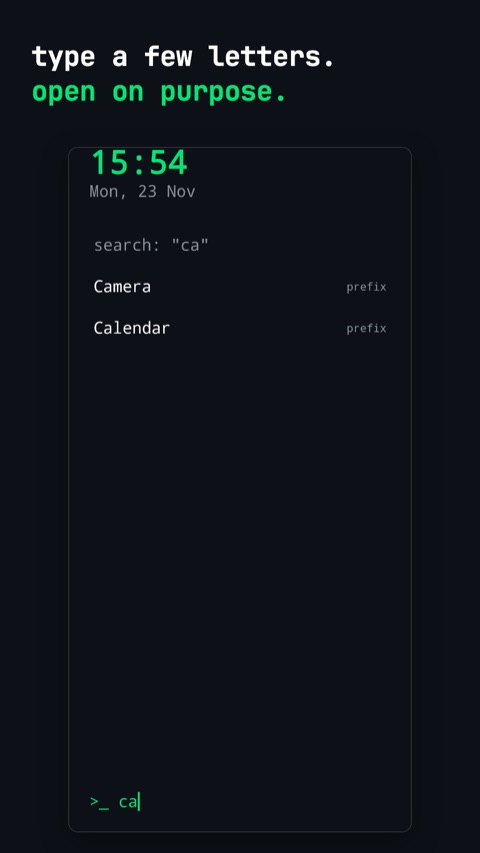 type a few letters.
open on purpose.
15:54
Mon, 23 Nov
search: "ca"
Camera prefix
Calendar prefix
>_ ca